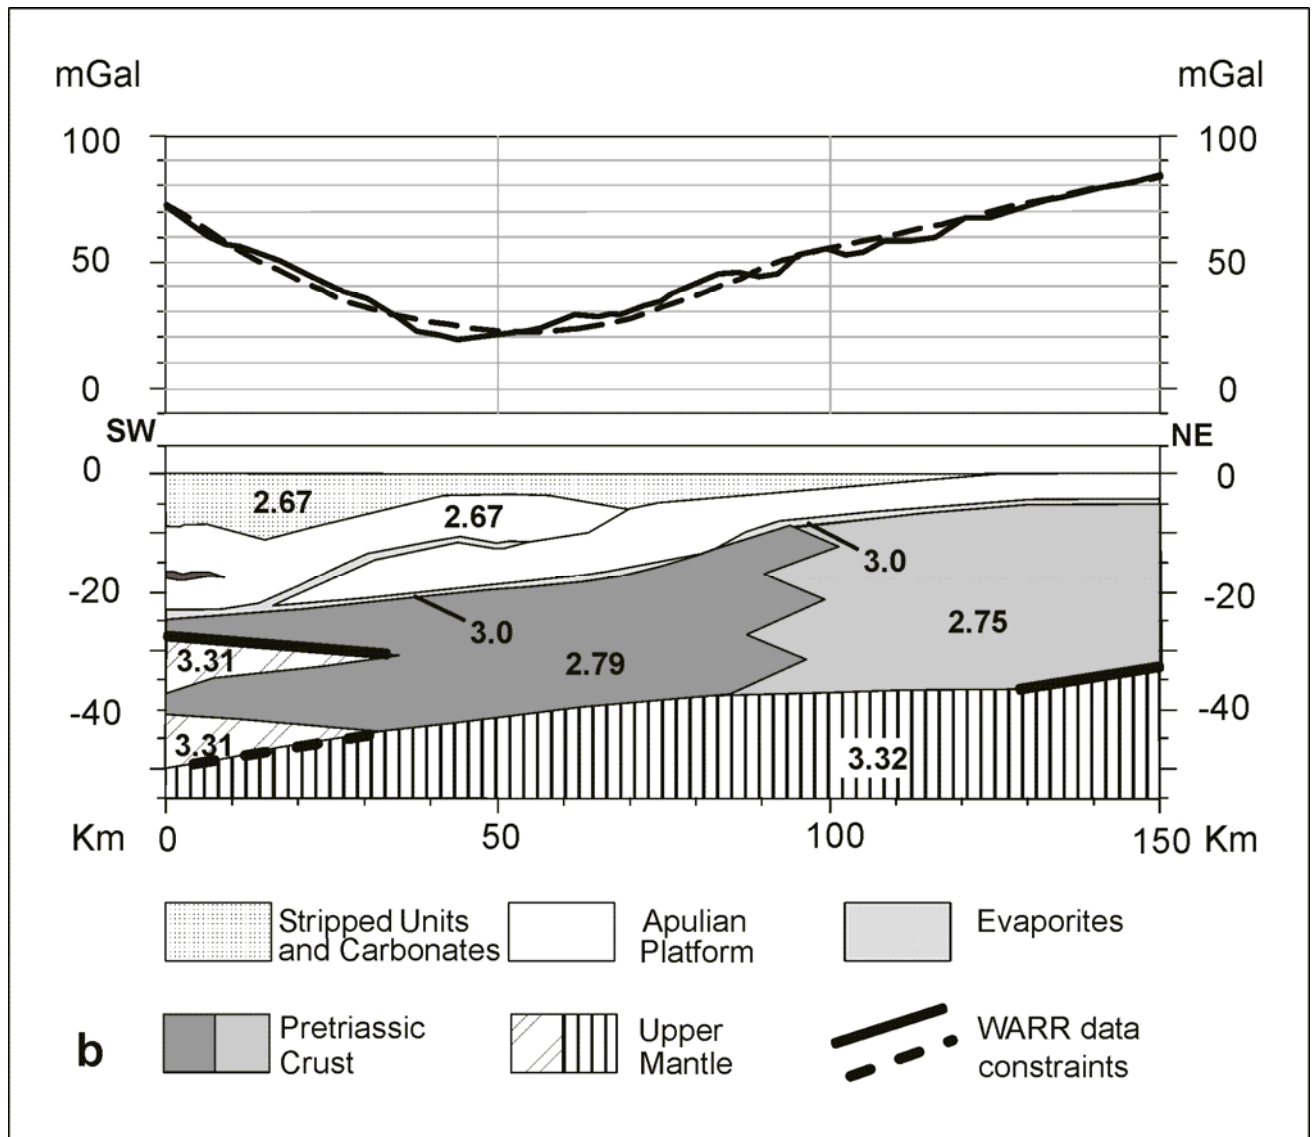 mGal mGal
100 100
50 50
0 0
SW NE
0 0
2.67
2.67
3.0
-20 -20
2.75
3.0
3.31 2.79
-40 -40
3.31
3.32
Km 0 50 100 150 Km
Stripped Units
and Carbonates
Apulian
Platform
Evaporites
Pretriassic
Crust
Upper
Mantle
WARR data
constraints
b